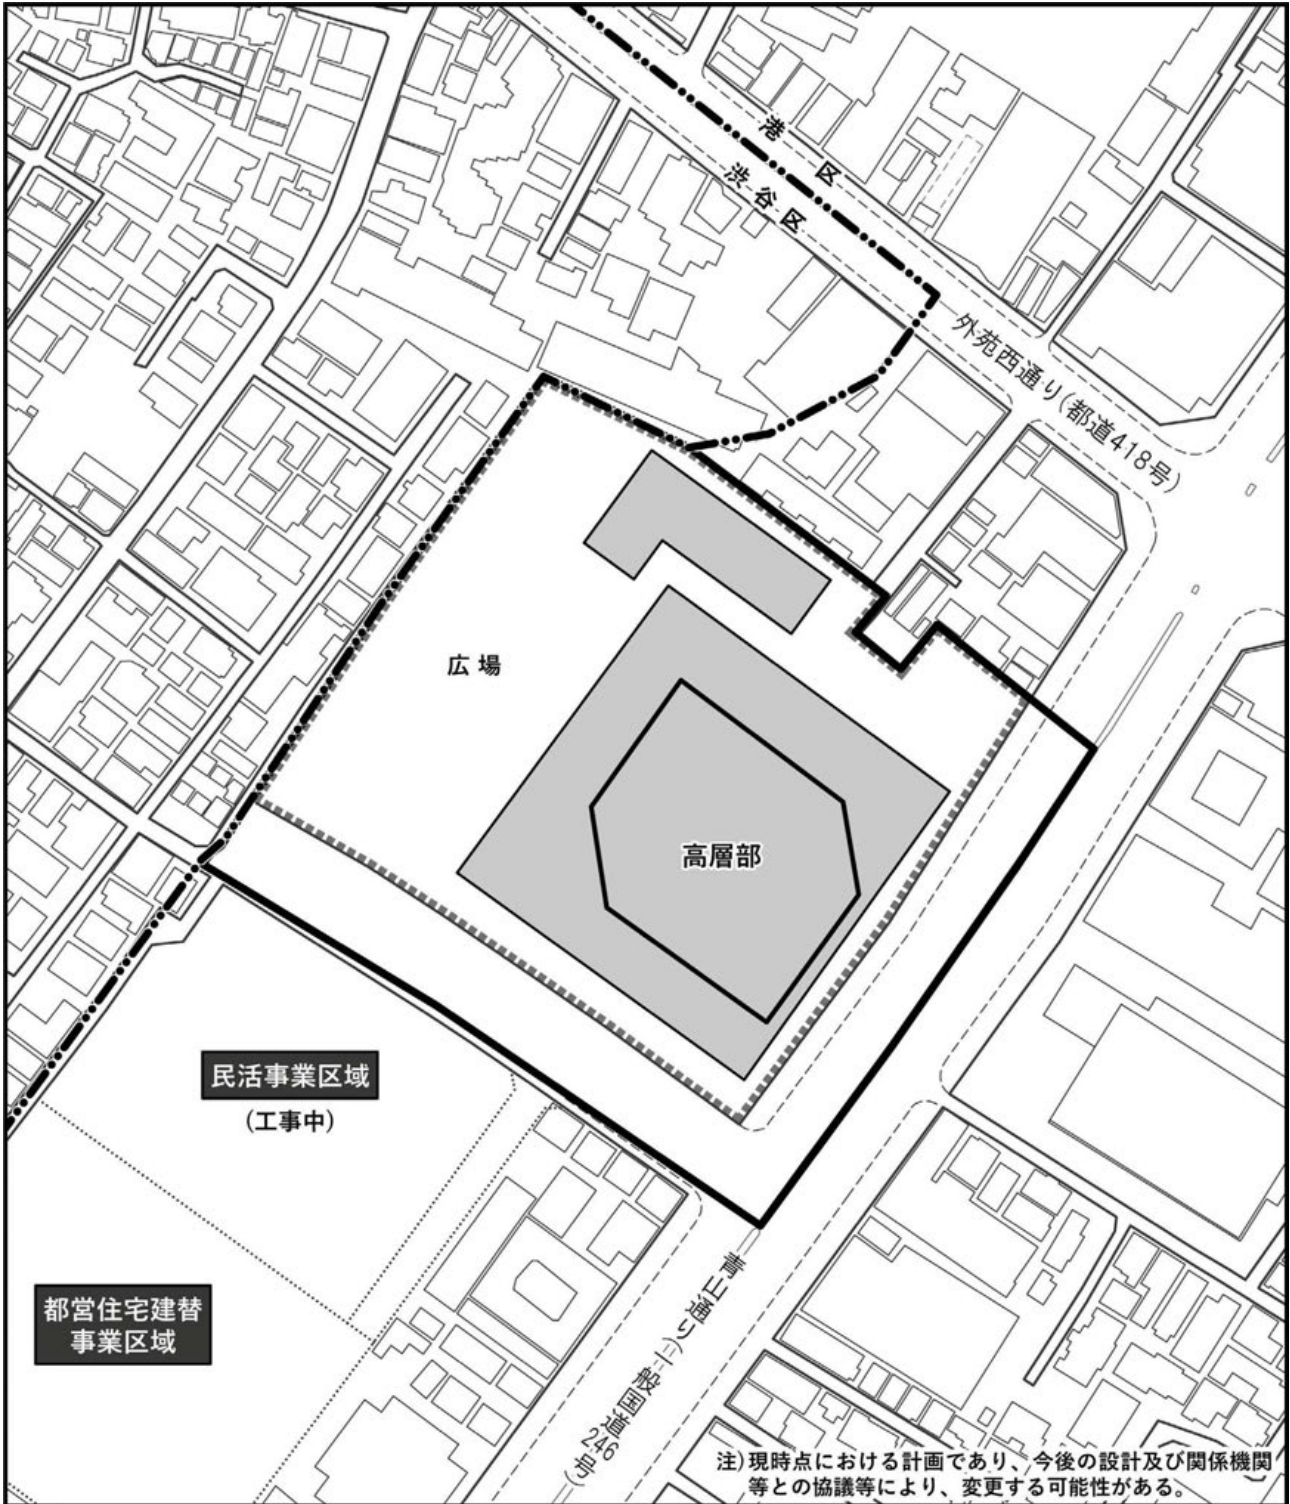 港区
渋谷区
外苑西通り(都道418号)
広場
高層部
民活事業区域
(工事中)
都営住宅建替
事業区域
青山通り(一般国道246号)
注)現時点における計画であり、今後の設計及び関係機関
等との協議等により、変更する可能性がある。